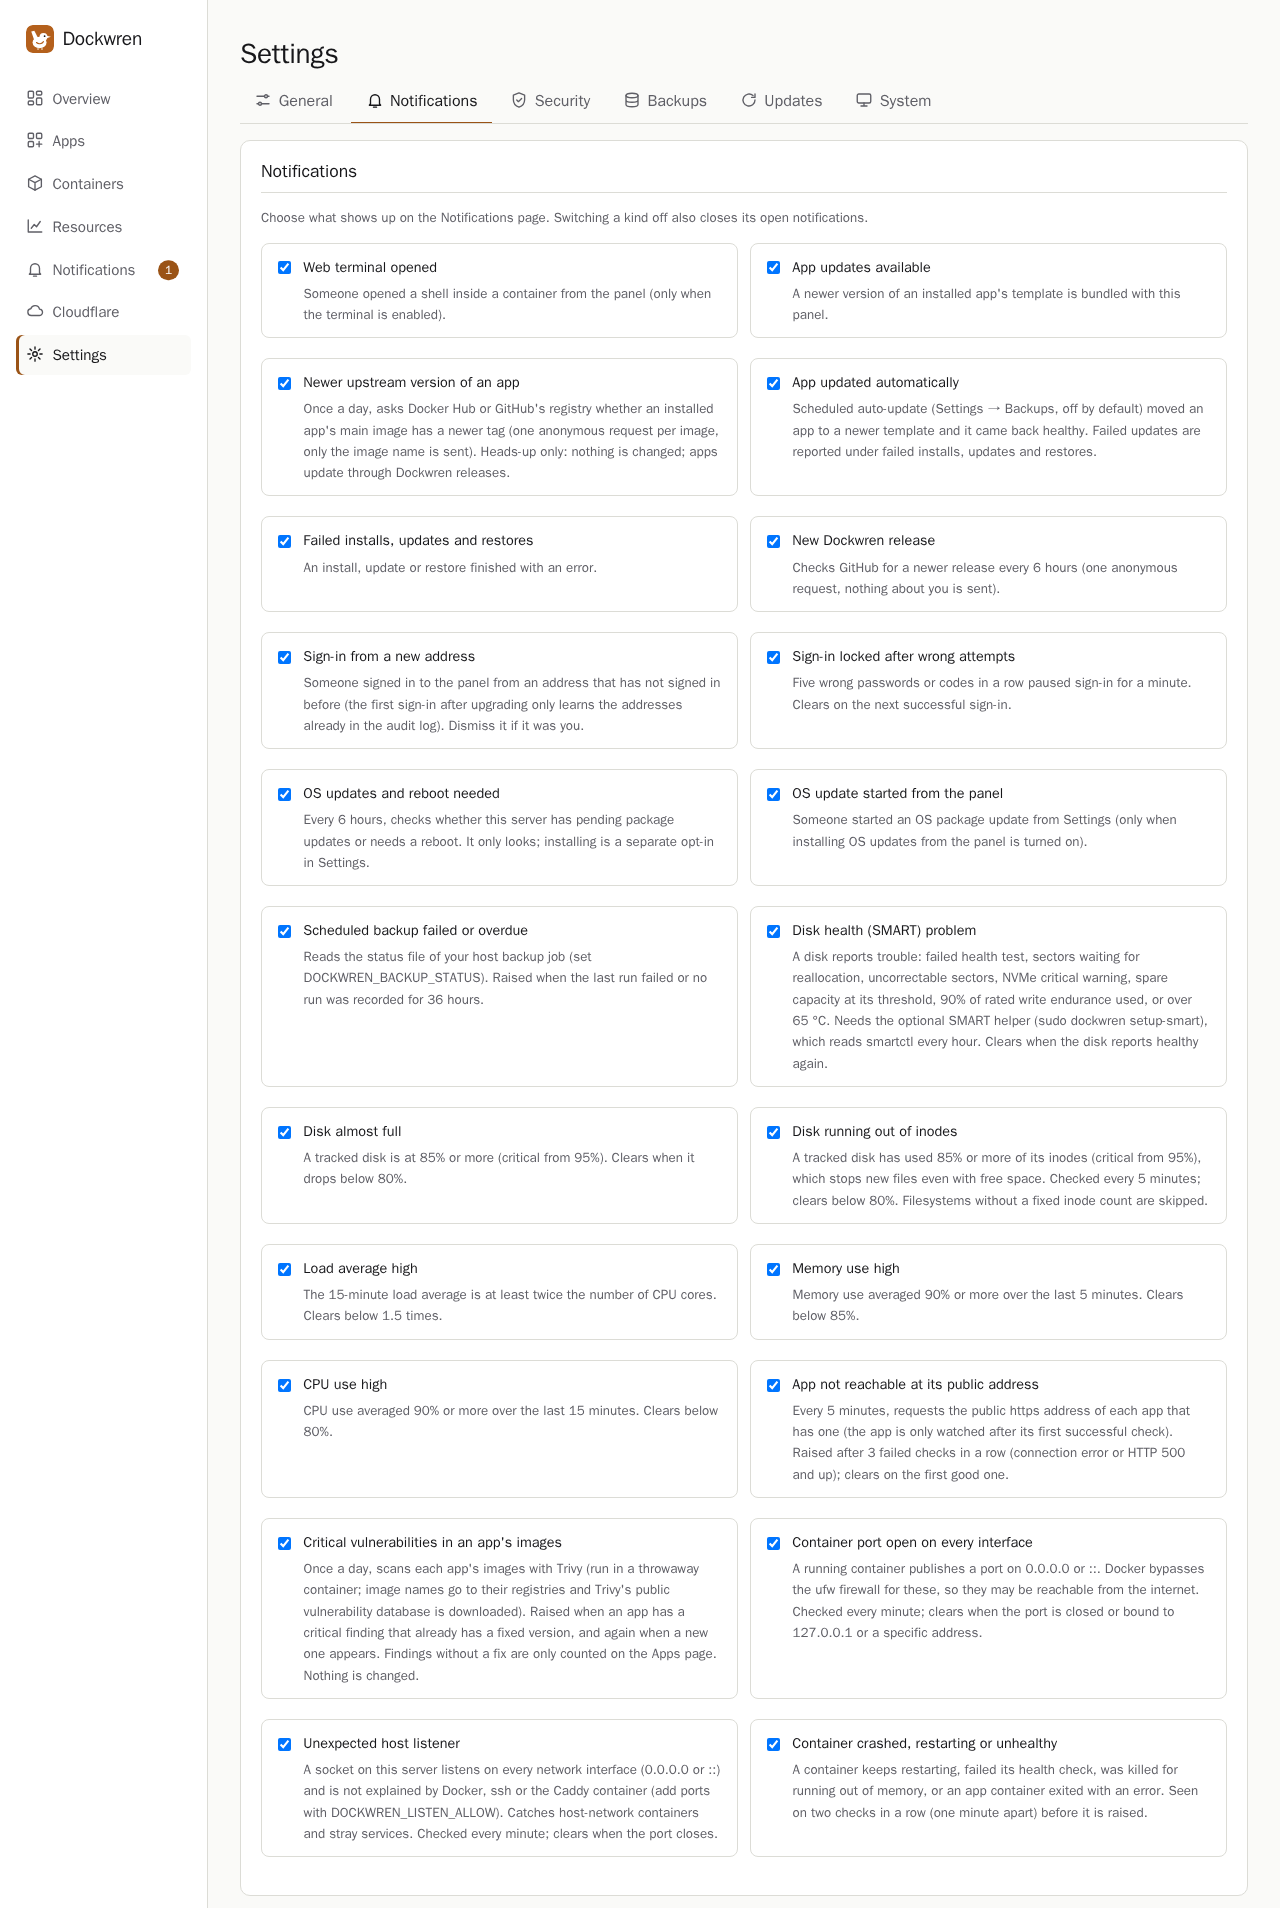 Dockwren
Overview
Apps
Containers
Resources
Notifications 1
Cloudflare
Settings
Settings
General Notifications Security Backups Updates System
Notifications
Choose what shows up on the Notifications page. Switching a kind off also closes its open notifications.
Web terminal opened
Someone opened a shell inside a container from the panel (only when
the terminal is enabled).
App updates available
A newer version of an installed app's template is bundled with this
panel.
Newer upstream version of an app
Once a day, asks Docker Hub or GitHub's registry whether an installed
app's main image has a newer tag (one anonymous request per image,
only the image name is sent). Heads-up only: nothing is changed; apps
update through Dockwren releases.
App updated automatically
Scheduled auto-update (Settings → Backups, off by default) moved an
app to a newer template and it came back healthy. Failed updates are
reported under failed installs, updates and restores.
Failed installs, updates and restores
An install, update or restore finished with an error.
New Dockwren release
Checks GitHub for a newer release every 6 hours (one anonymous
request, nothing about you is sent).
Sign-in from a new address
Someone signed in to the panel from an address that has not signed in
before (the first sign-in after upgrading only learns the addresses
already in the audit log). Dismiss it if it was you.
Sign-in locked after wrong attempts
Five wrong passwords or codes in a row paused sign-in for a minute.
Clears on the next successful sign-in.
OS updates and reboot needed
Every 6 hours, checks whether this server has pending package
updates or needs a reboot. It only looks; installing is a separate opt-in
in Settings.
OS update started from the panel
Someone started an OS package update from Settings (only when
installing OS updates from the panel is turned on).
Scheduled backup failed or overdue
Reads the status file of your host backup job (set
DOCKWREN_BACKUP_STATUS). Raised when the last run failed or no
run was recorded for 36 hours.
Disk health (SMART) problem
A disk reports trouble: failed health test, sectors waiting for
reallocation, uncorrectable sectors, NVMe critical warning, spare
capacity at its threshold, 90% of rated write endurance used, or over
65 °C. Needs the optional SMART helper (sudo dockwren setup-smart),
which reads smartctl every hour. Clears when the disk reports healthy
again.
Disk almost full
A tracked disk is at 85% or more (critical from 95%). Clears when it
drops below 80%.
Disk running out of inodes
A tracked disk has used 85% or more of its inodes (critical from 95%),
which stops new files even with free space. Checked every 5 minutes;
clears below 80%. Filesystems without a fixed inode count are skipped.
Load average high
The 15-minute load average is at least twice the number of CPU cores.
Clears below 1.5 times.
Memory use high
Memory use averaged 90% or more over the last 5 minutes. Clears
below 85%.
CPU use high
CPU use averaged 90% or more over the last 15 minutes. Clears below
80%.
App not reachable at its public address
Every 5 minutes, requests the public https address of each app that
has one (the app is only watched after its first successful check).
Raised after 3 failed checks in a row (connection error or HTTP 500
and up); clears on the first good one.
Critical vulnerabilities in an app's images
Once a day, scans each app's images with Trivy (run in a throwaway
container; image names go to their registries and Trivy's public
vulnerability database is downloaded). Raised when an app has a
critical finding that already has a fixed version, and again when a new
one appears. Findings without a fix are only counted on the Apps page.
Nothing is changed.
Container port open on every interface
A running container publishes a port on 0.0.0.0 or ::. Docker bypasses
the ufw firewall for these, so they may be reachable from the internet.
Checked every minute; clears when the port is closed or bound to
127.0.0.1 or a specific address.
Unexpected host listener
A socket on this server listens on every network interface (0.0.0.0 or ::)
and is not explained by Docker, ssh or the Caddy container (add ports
with DOCKWREN_LISTEN_ALLOW). Catches host-network containers
and stray services. Checked every minute; clears when the port closes.
Container crashed, restarting or unhealthy
A container keeps restarting, failed its health check, was killed for
running out of memory, or an app container exited with an error. Seen
on two checks in a row (one minute apart) before it is raised.